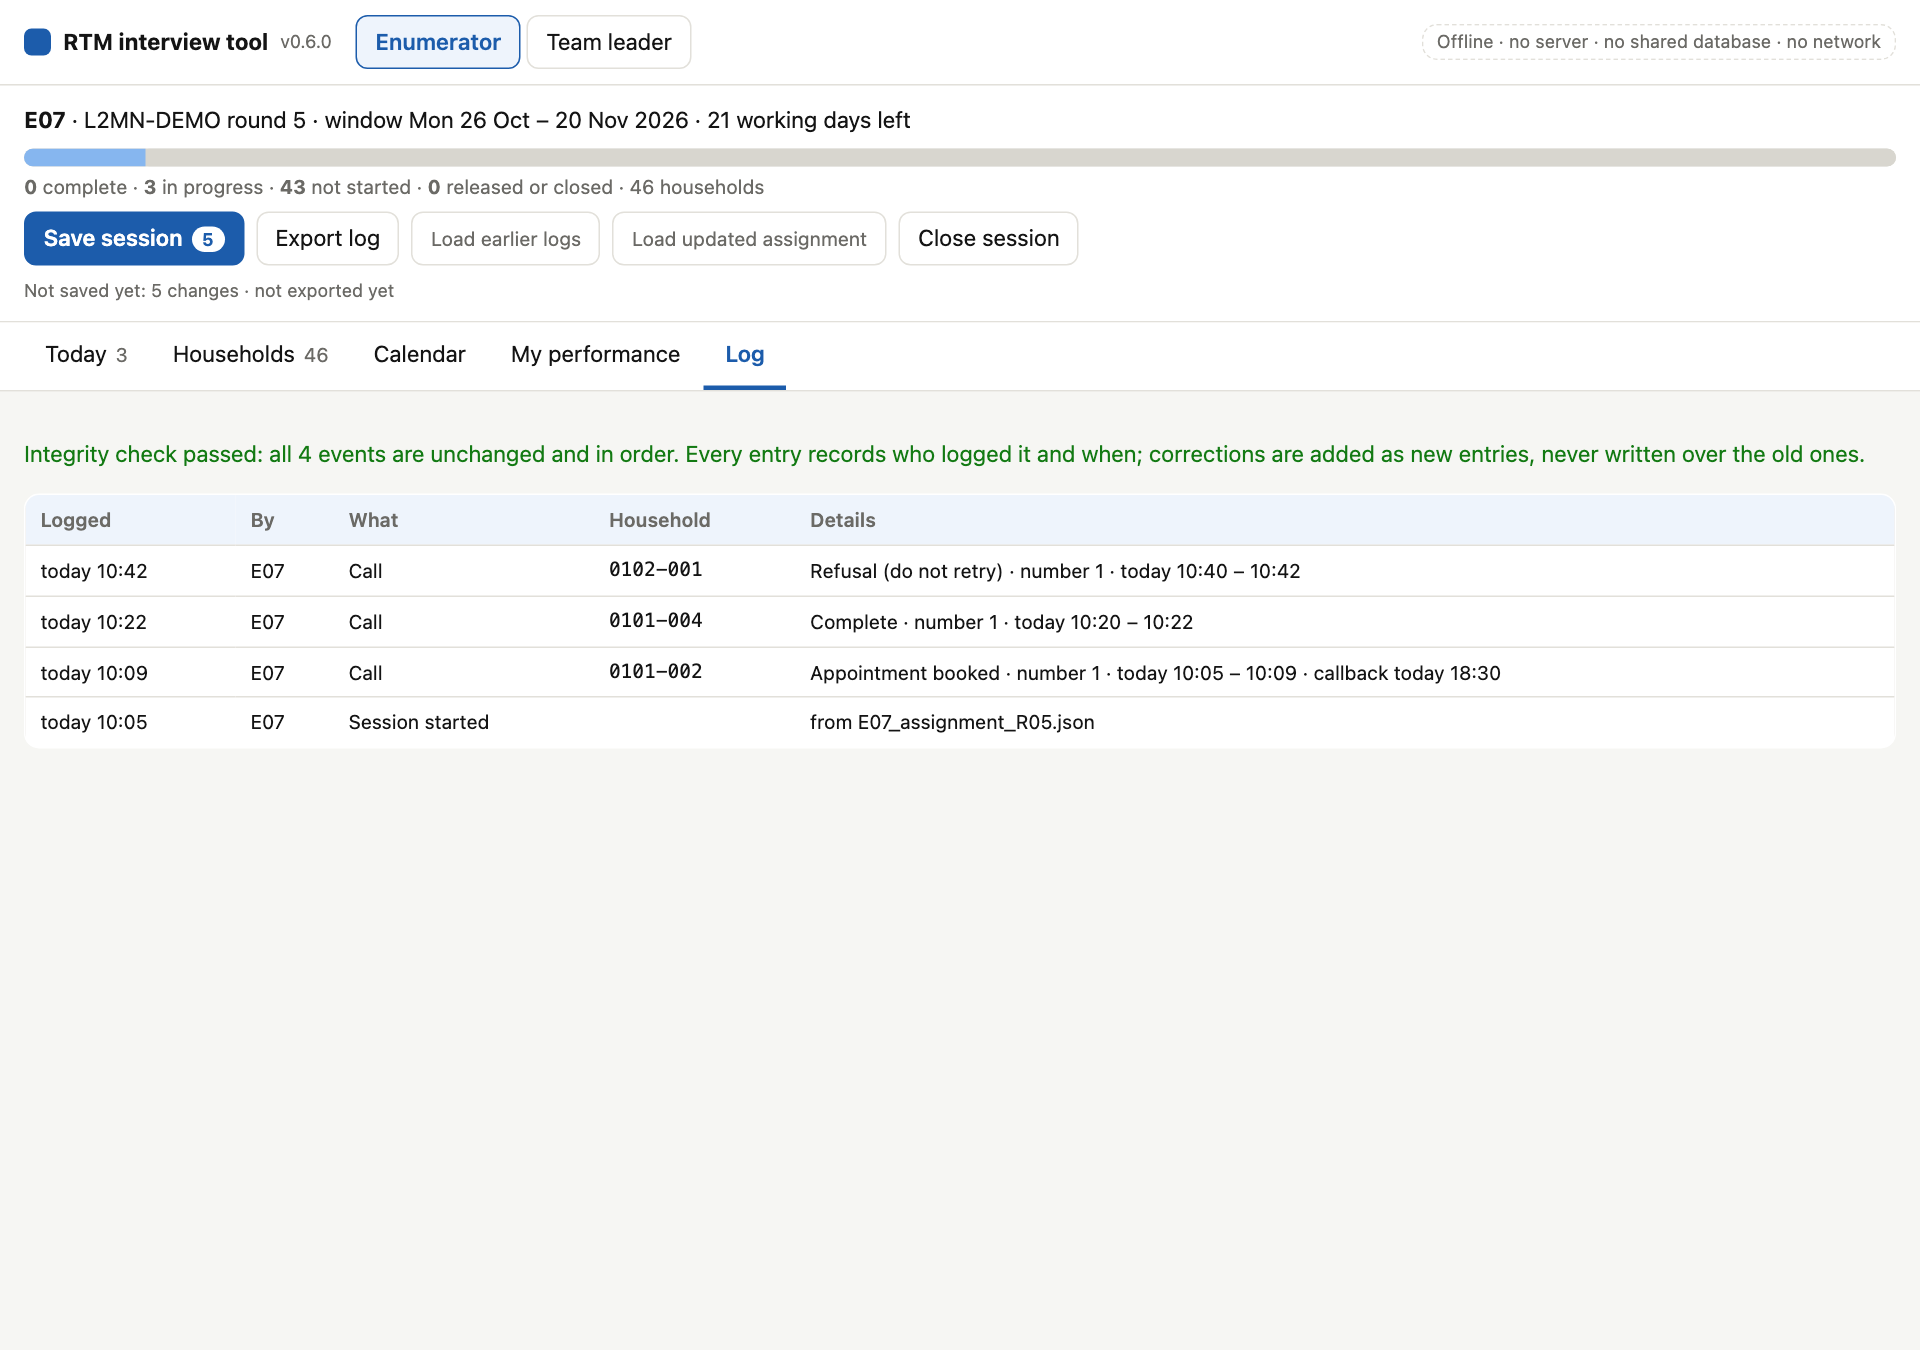 RTM interview tool v0.6.0 Enumerator Team leader Offline · no server · no shared database · no network
E07 · L2MN-DEMO round 5 · window Mon 26 Oct – 20 Nov 2026 · 21 working days left
0 complete · 3 in progress · 43 not started · 0 released or closed · 46 households
Save session 5 Export log Load earlier logs Load updated assignment Close session
Not saved yet: 5 changes · not exported yet
Today 3 Households 46 Calendar My performance Log
Integrity check passed: all 4 events are unchanged and in order. Every entry records who logged it and when; corrections are added as new entries, never written over the old ones.
Logged By What Household Details
today 10:42 E07 Call 0102–001 Refusal (do not retry) · number 1 · today 10:40 – 10:42
today 10:22 E07 Call 0101–004 Complete · number 1 · today 10:20 – 10:22
today 10:09 E07 Call 0101–002 Appointment booked · number 1 · today 10:05 – 10:09 · callback today 18:30
today 10:05 E07 Session started from E07_assignment_R05.json